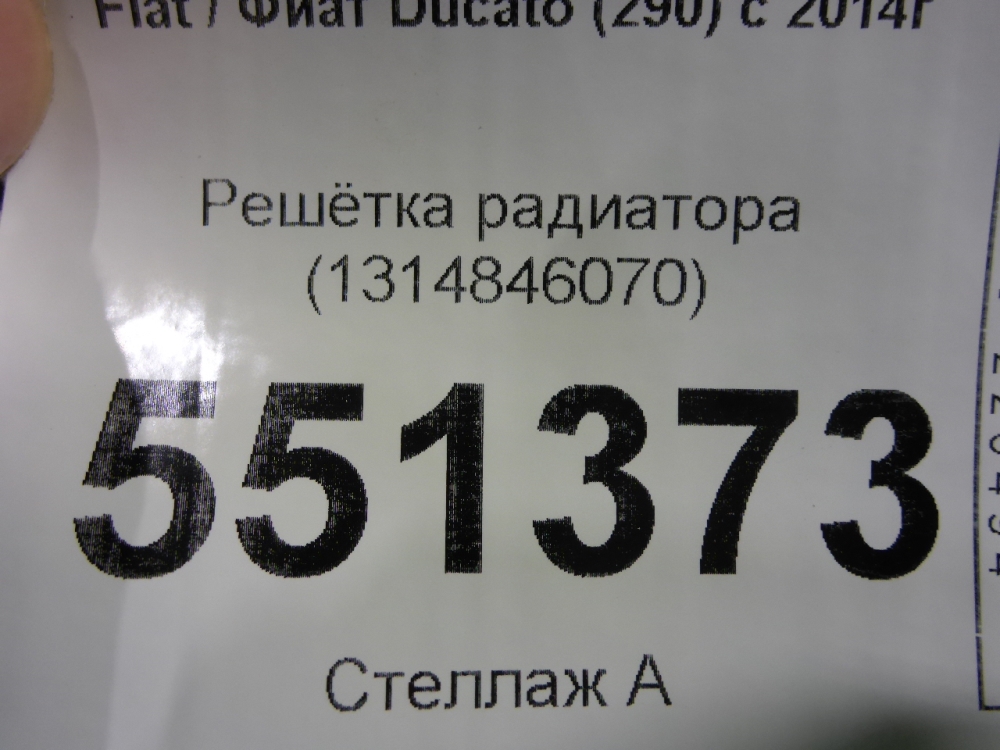 Fiat / Фиат Ducato (290) с 2014г
Решётка радиатора
(1314846070)
551373
Стеллаж А